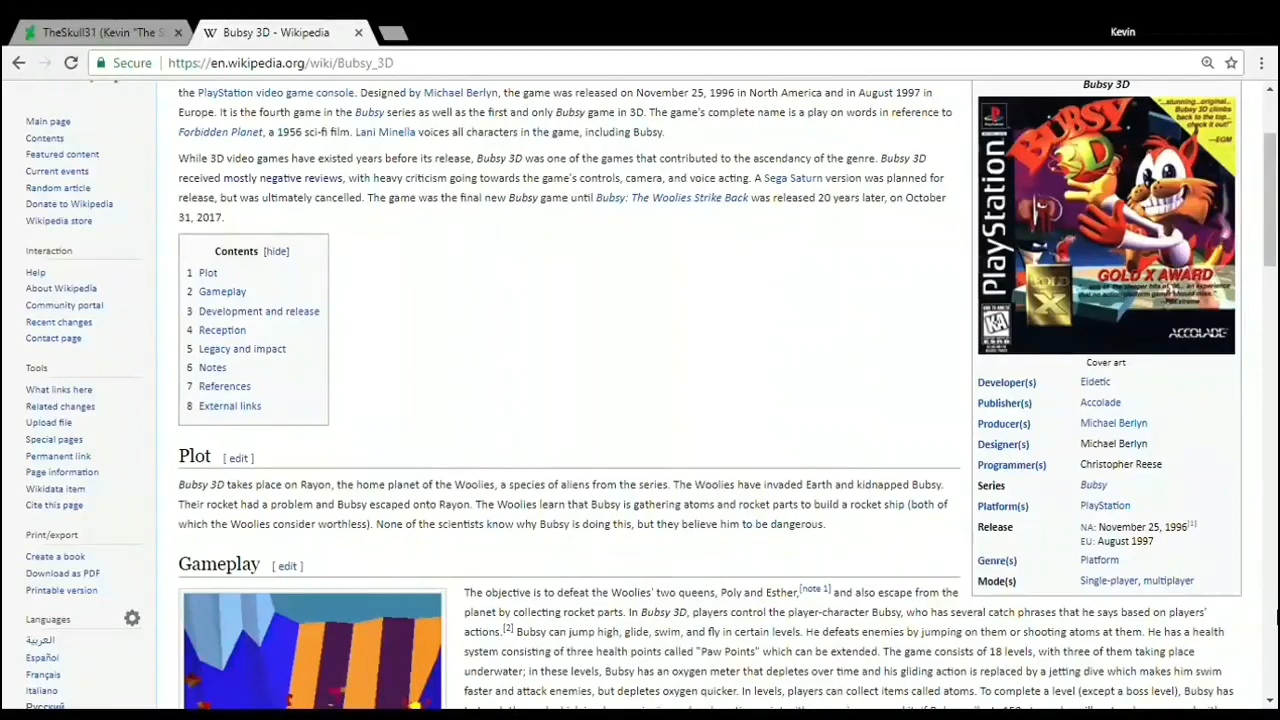 TheSkull31 (Kevin "The S
Bubsy 3D - Wikipedia
Kevin
Secure
https://en.wikipedia.org/wiki/Bubsy_3D
Main page
Contents
Featured content
Current events
Random article
Donate to Wikipedia
Wikipedia store
Interaction
Help
About Wikipedia
Community portal
Recent changes
Contact page
Tools
What links here
Related changes
Upload file
Special pages
Permanent link
Page information
Wikidata item
Cite this page
Print/export
Create a book
Download as PDF
Printable version
Languages
العربية
Español
Français
Italiano
Русский
the PlayStation video game console. Designed by Michael Berlyn, the game was released on November 25, 1996 in North America and in August 1997 in
Europe. It is the fourth game in the Bubsy series as well as the first and only Bubsy game in 3D. The game's complete name is a play on words in reference to
Forbidden Planet, a 1956 sci-fi film. Lani Minella voices all characters in the game, including Bubsy.
While 3D video games have existed years before its release, Bubsy 3D was one of the games that contributed to the ascendancy of the genre. Bubsy 3D
received mostly negative reviews, with heavy criticism going towards the game's controls, camera, and voice acting. A Sega Saturn version was planned for
release, but was ultimately cancelled. The game was the final new Bubsy game until Bubsy: The Woolies Strike Back was released 20 years later, on October
31, 2017.
Contents [hide]
1 Plot
2 Gameplay
3 Development and release
4 Reception
5 Legacy and impact
6 Notes
7 References
8 External links
Plot [ edit ]
Bubsy 3D takes place on Rayon, the home planet of the Woolies, a species of aliens from the series. The Woolies have invaded Earth and kidnapped Bubsy.
Their rocket had a problem and Bubsy escaped onto Rayon. The Woolies learn that Bubsy is gathering atoms and rocket parts to build a rocket ship (both of
which the Woolies consider worthless). None of the scientists know why Bubsy is doing this, but they believe him to be dangerous.
Gameplay [ edit ]
The objective is to defeat the Woolies' two queens, Poly and Esther,[note 1] and also escape from the
planet by collecting rocket parts. In Bubsy 3D, players control the player-character Bubsy, who has several catch phrases that he says based on players'
actions.[2] Bubsy can jump high, glide, swim, and fly in certain levels. He defeats enemies by jumping on them or shooting atoms at them. He has a health
system consisting of three health points called "Paw Points" which can be extended. The game consists of 18 levels, with three of them taking place
underwater; in these levels, Bubsy has an oxygen meter that depletes over time and his gliding action is replaced by a jetting dive which makes him swim
faster and attack enemies, but depletes oxygen quicker. In levels, players can collect items called atoms. To complete a level (except a boss level), Bubsy has
Bubsy 3D
PlayStation
BUBSY
3D
"...stunning...original...
Bubsy 3D climbs
back to the top...
check it out!"
—EGM
GOLD X AWARD
K-A
ACCOLADE
Cover art
Developer(s) Eidetic
Publisher(s) Accolade
Producer(s) Michael Berlyn
Designer(s) Michael Berlyn
Programmer(s) Christopher Reese
Series Bubsy
Platform(s) PlayStation
Release NA: November 25, 1996[1]
EU: August 1997
Genre(s) Platform
Mode(s) Single-player, multiplayer